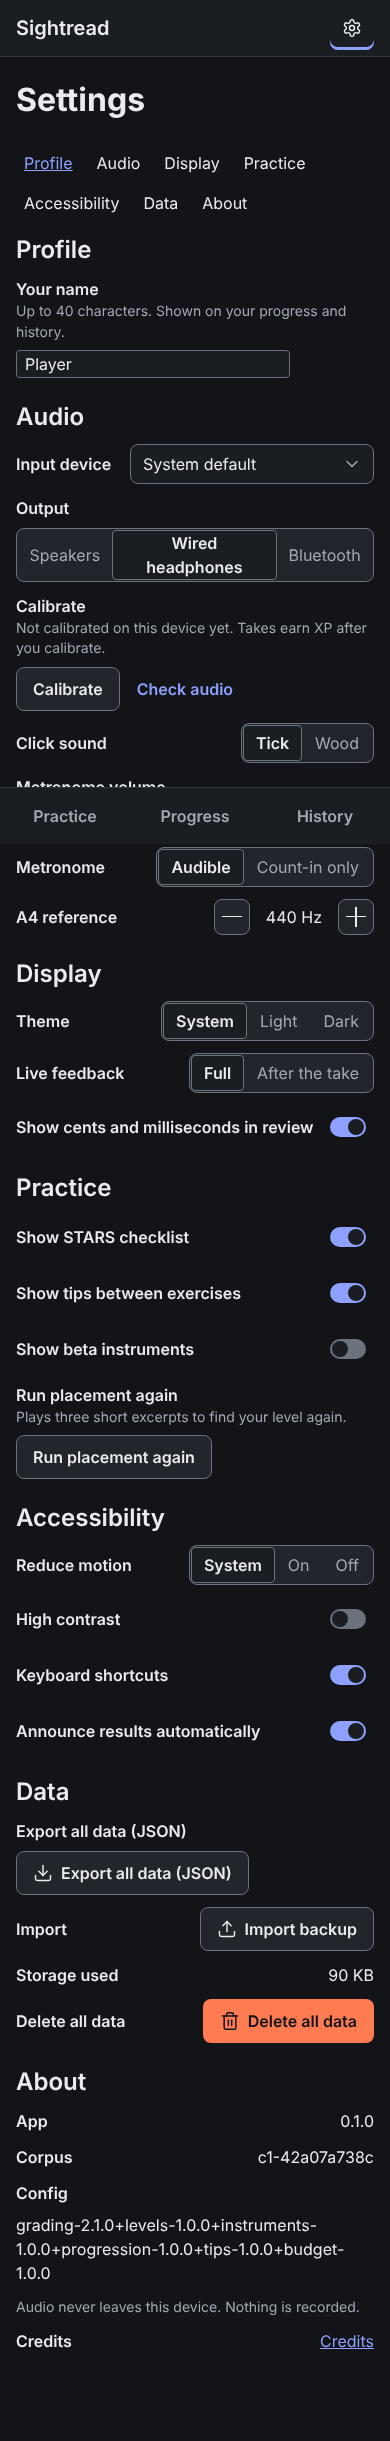 Sightread
Settings
Profile Audio Display Practice
Accessibility Data About
Profile
Your name
Up to 40 characters. Shown on your progress and
history.
Player
Audio
Input device System default
Output
Speakers Wired headphones Bluetooth
Calibrate
Not calibrated on this device yet. Takes earn XP after
you calibrate.
Calibrate Check audio
Click sound Tick Wood
Metronome volume
Practice Progress History
Metronome Audible Count-in only
A4 reference 440 Hz
Display
Theme System Light Dark
Live feedback Full After the take
Show cents and milliseconds in review
Practice
Show STARS checklist
Show tips between exercises
Show beta instruments
Run placement again
Plays three short excerpts to find your level again.
Run placement again
Accessibility
Reduce motion System On Off
High contrast
Keyboard shortcuts
Announce results automatically
Data
Export all data (JSON)
Export all data (JSON)
Import Import backup
Storage used 90 KB
Delete all data Delete all data
About
App 0.1.0
Corpus c1-42a07a738c
Config
grading-2.1.0+levels-1.0.0+instruments-
1.0.0+progression-1.0.0+tips-1.0.0+budget-
1.0.0
Audio never leaves this device. Nothing is recorded.
Credits Credits